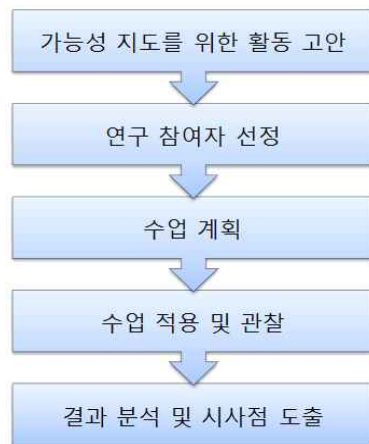 가능성 지도를 위한 활동 고안
연구 참여자 선정
수업 계획
수업 적용 및 관찰
결과 분석 및 시사점 도출